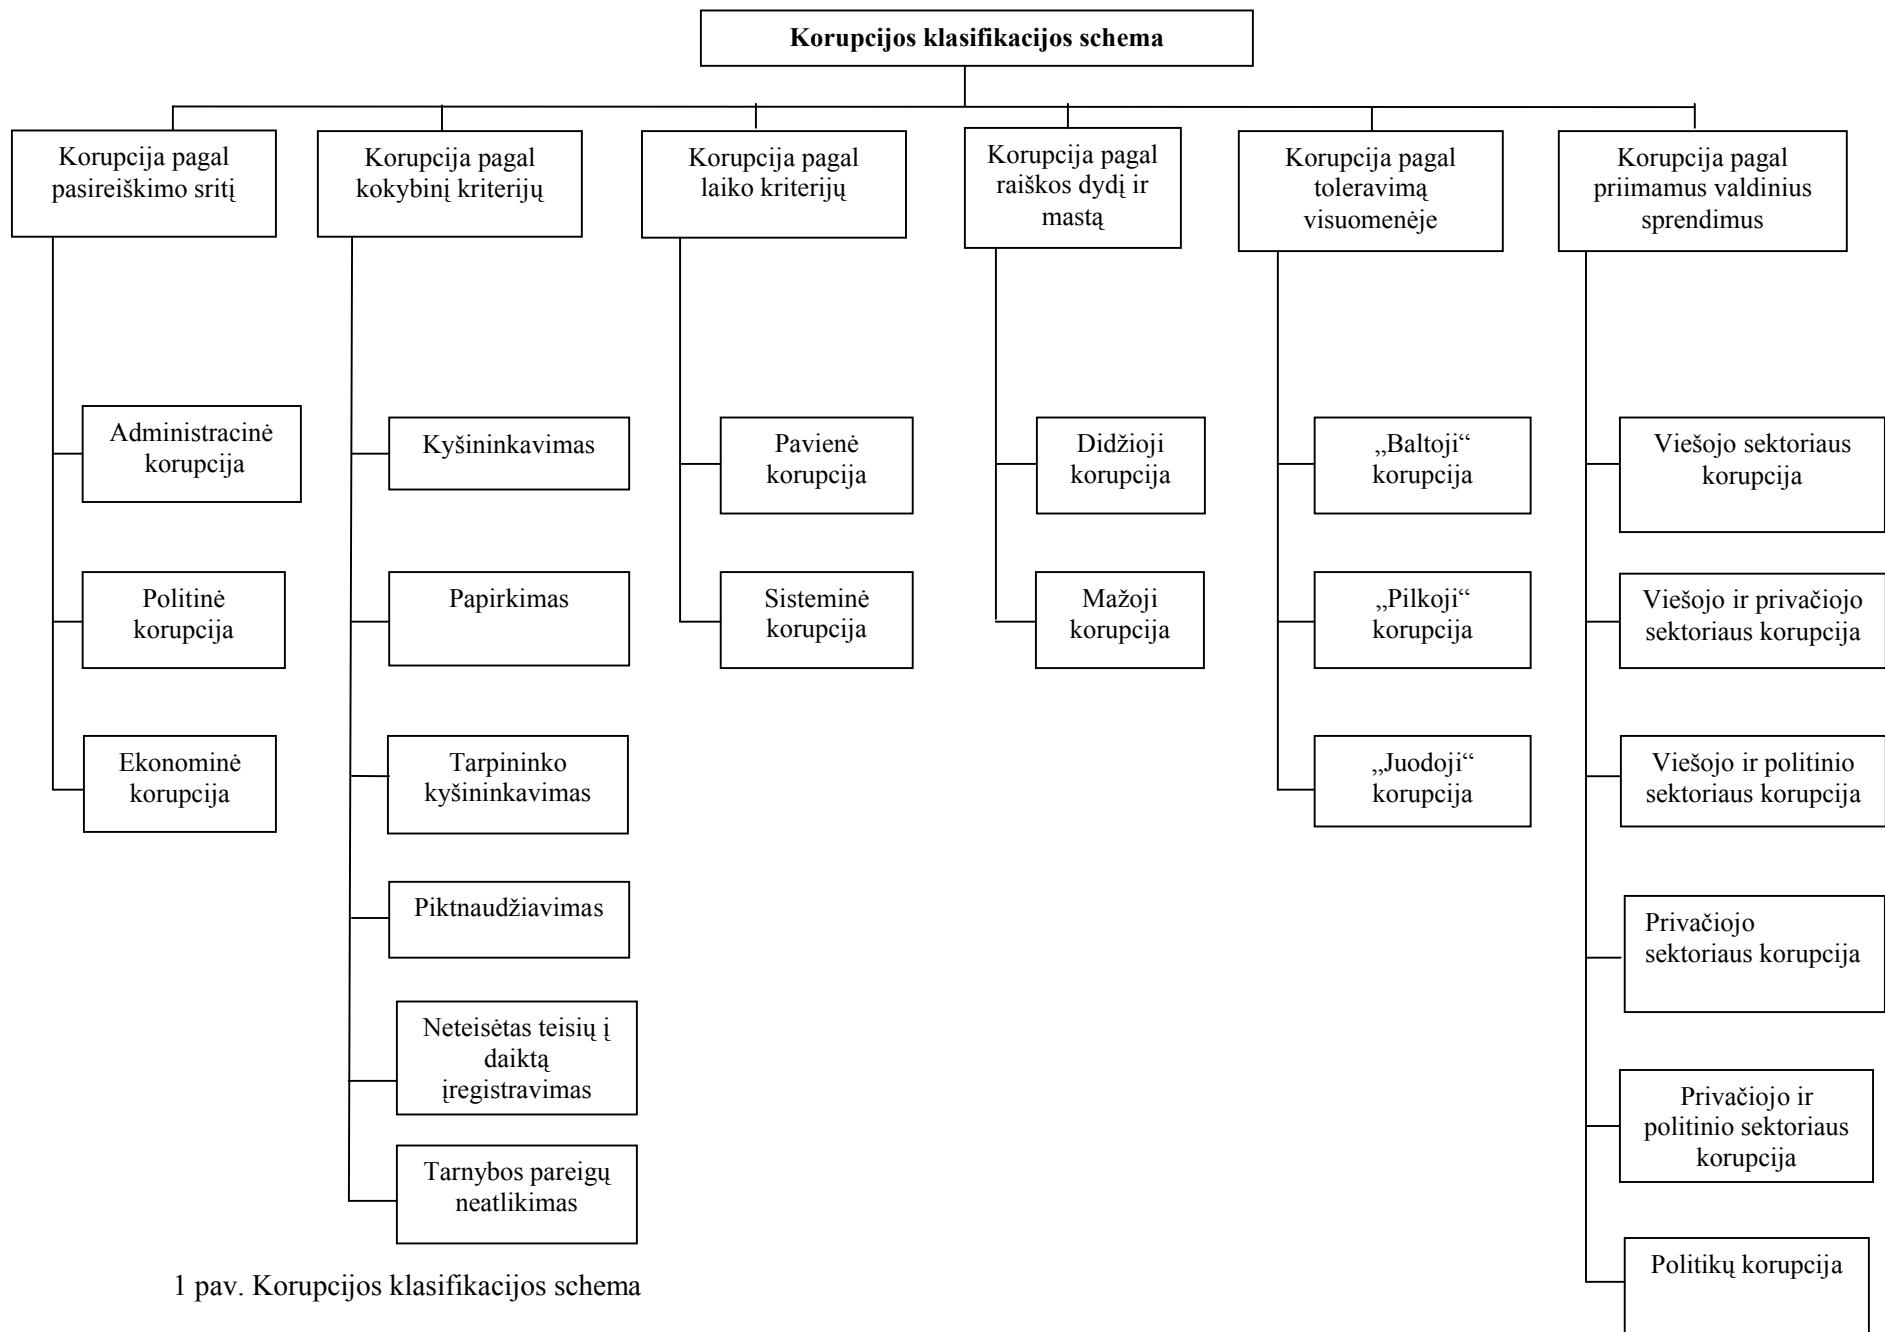 Korupcijos klasifikacijos schema
Korupcija pagal
pasireiškimo sritį
Korupcija pagal
kokybinį kriterijų
Korupcija pagal
laiko kriterijų
Korupcija pagal
raiškos dydį ir
mastą
Korupcija pagal
toleravimą
visuomenėje
Korupcija pagal
priimamus valdinius
sprendimus
Administracinė
korupcija
Politinė
korupcija
Ekonominė
korupcija
Kyšininkavimas
Papirkimas
Tarpininko
kyšininkavimas
Piktnaudžiavimas
Neteisėtas teisių į
daiktą
įregistravimas
Tarnybos pareigų
neatlikimas
Pavienė
korupcija
Sisteminė
korupcija
Didžioji
korupcija
Mažoji
korupcija
„Baltoji“
korupcija
„Pilkoji“
korupcija
„Juodoji“
korupcija
Viešojo sektoriaus
korupcija
Viešojo ir privačiojo
sektoriaus korupcija
Viešojo ir politinio
sektoriaus korupcija
Privačiojo
sektoriaus korupcija
Privačiojo ir
politinio sektoriaus
korupcija
Politikų korupcija
1 pav. Korupcijos klasifikacijos schema